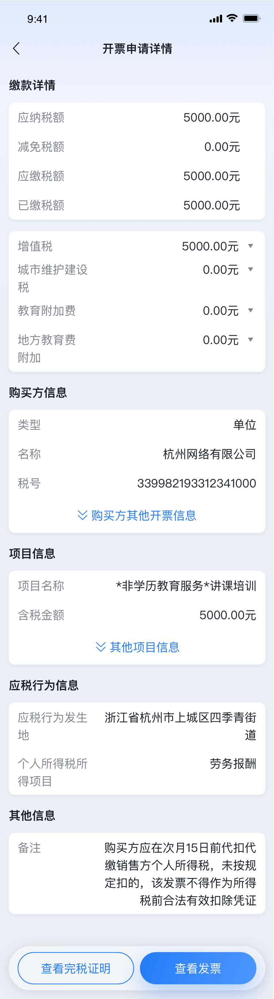 9:41
开票申请详情
缴款详情
应纳税额 5000.00元
减免税额 0.00元
应缴税额 5000.00元
已缴税额 5000.00元
增值税 5000.00元
城市维护建设 0.00元
税
教育附加费 0.00元
地方教育费 0.00元
附加
购买方信息
类型 单位
名称 杭州网络有限公司
税号 339982193312341000
购买方其他开票信息
项目信息
项目名称 *非学历教育服务*讲课培训
含税金额 5000.00元
其他项目信息
应税行为信息
应税行为发生 浙江省杭州市上城区四季青街
地 道
个人所得税所 劳务报酬
得项目
其他信息
备注 购买方应在次月15日前代扣代
缴销售方个人所得税，未按规
定扣的，该发票不得作为所得
税前合法有效扣除凭证
查看完税证明 查看发票